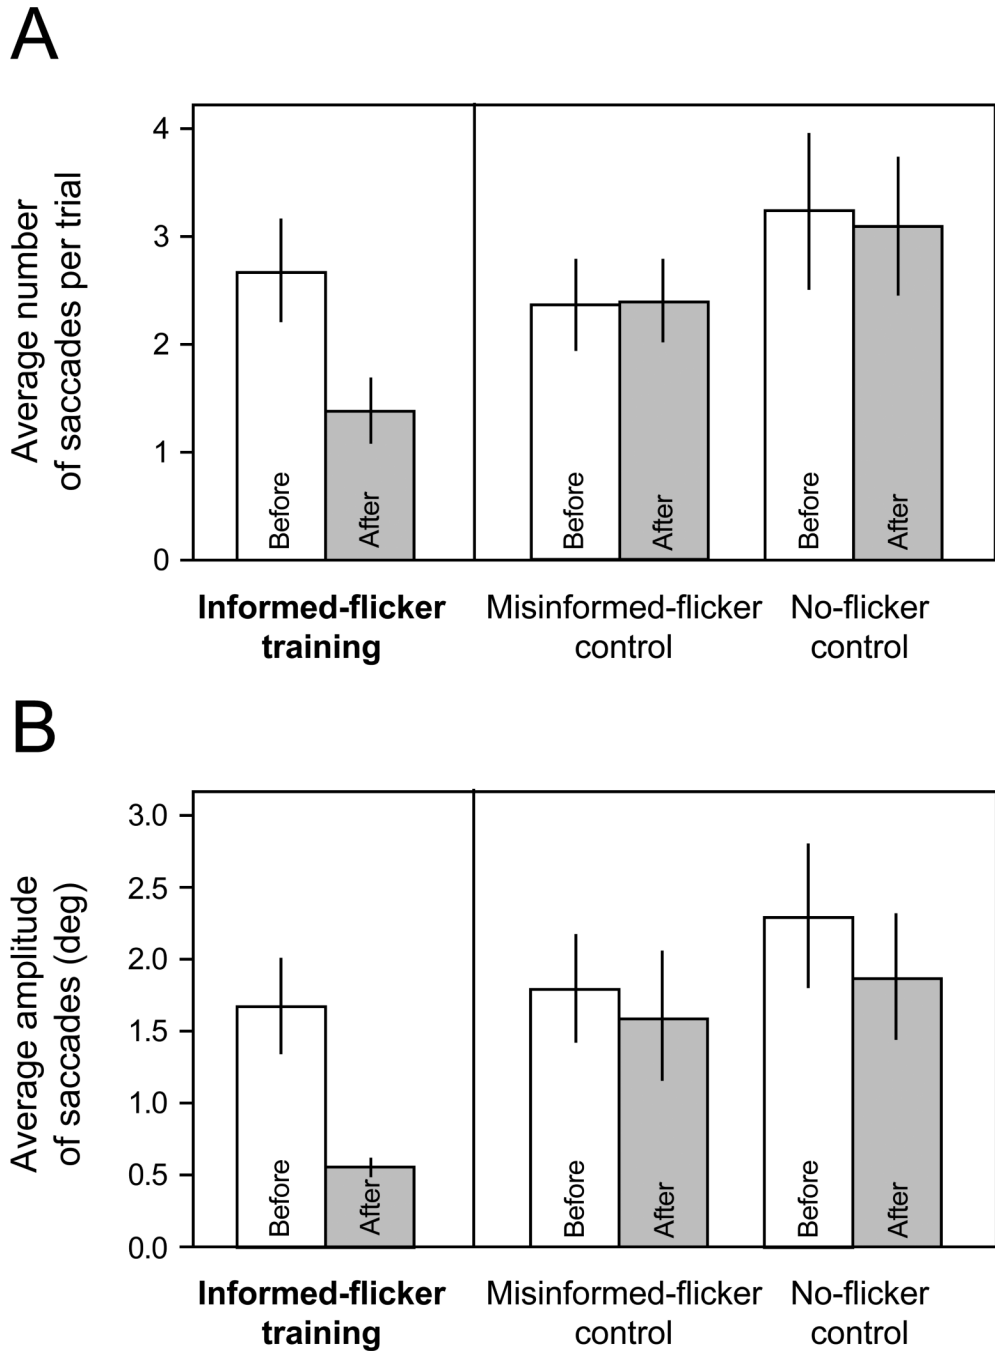 A
Average number
of saccades per trial
4
3
2
1
0
Before
After
Before
After
Before
After
Informed-flicker
training
Misinformed-flicker
control
No-flicker
control
B
Average amplitude
of saccades (deg)
3.0
2.5
2.0
1.5
1.0
0.5
0.0
Before
After
Before
After
Before
After
Informed-flicker
training
Misinformed-flicker
control
No-flicker
control